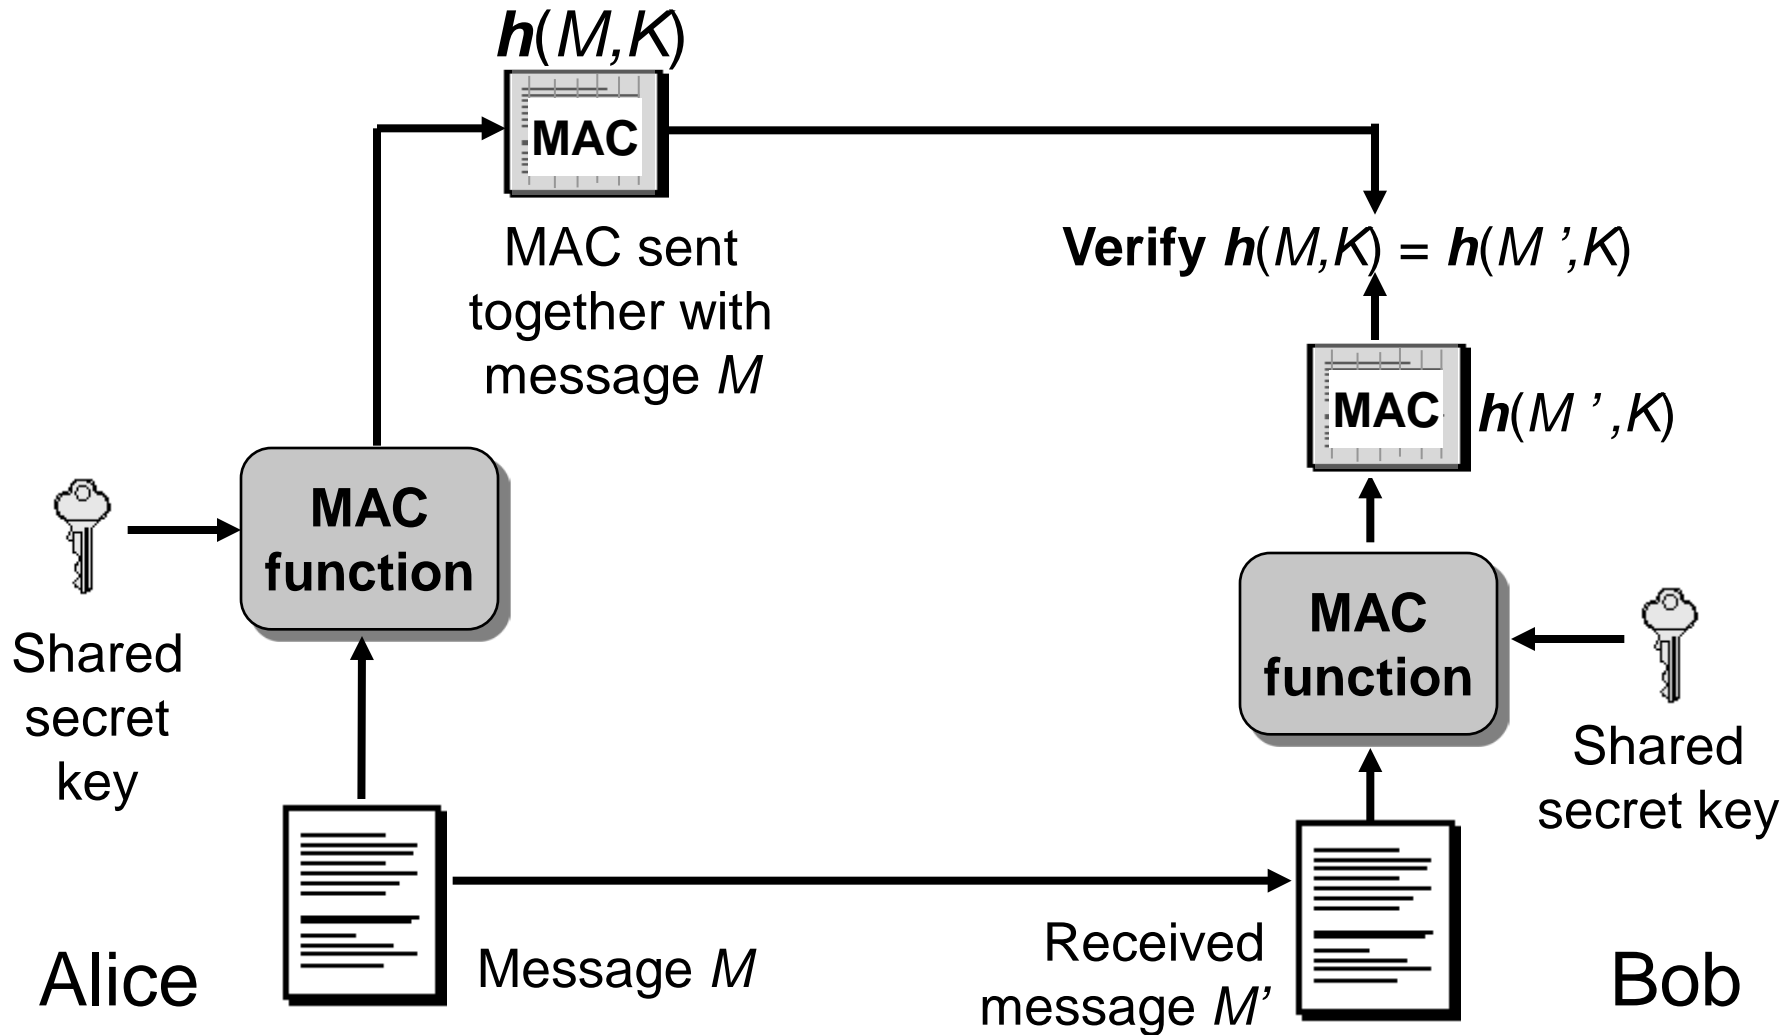 h(M,K)
MAC
MAC sent
together with
message M
Verify h(M,K) = h(M ’,K)
MAC
h(M ’ ,K)
MAC
function
Shared
secret
key
MAC
function
Shared
secret key
Message M
Received
message M’
Alice
Bob